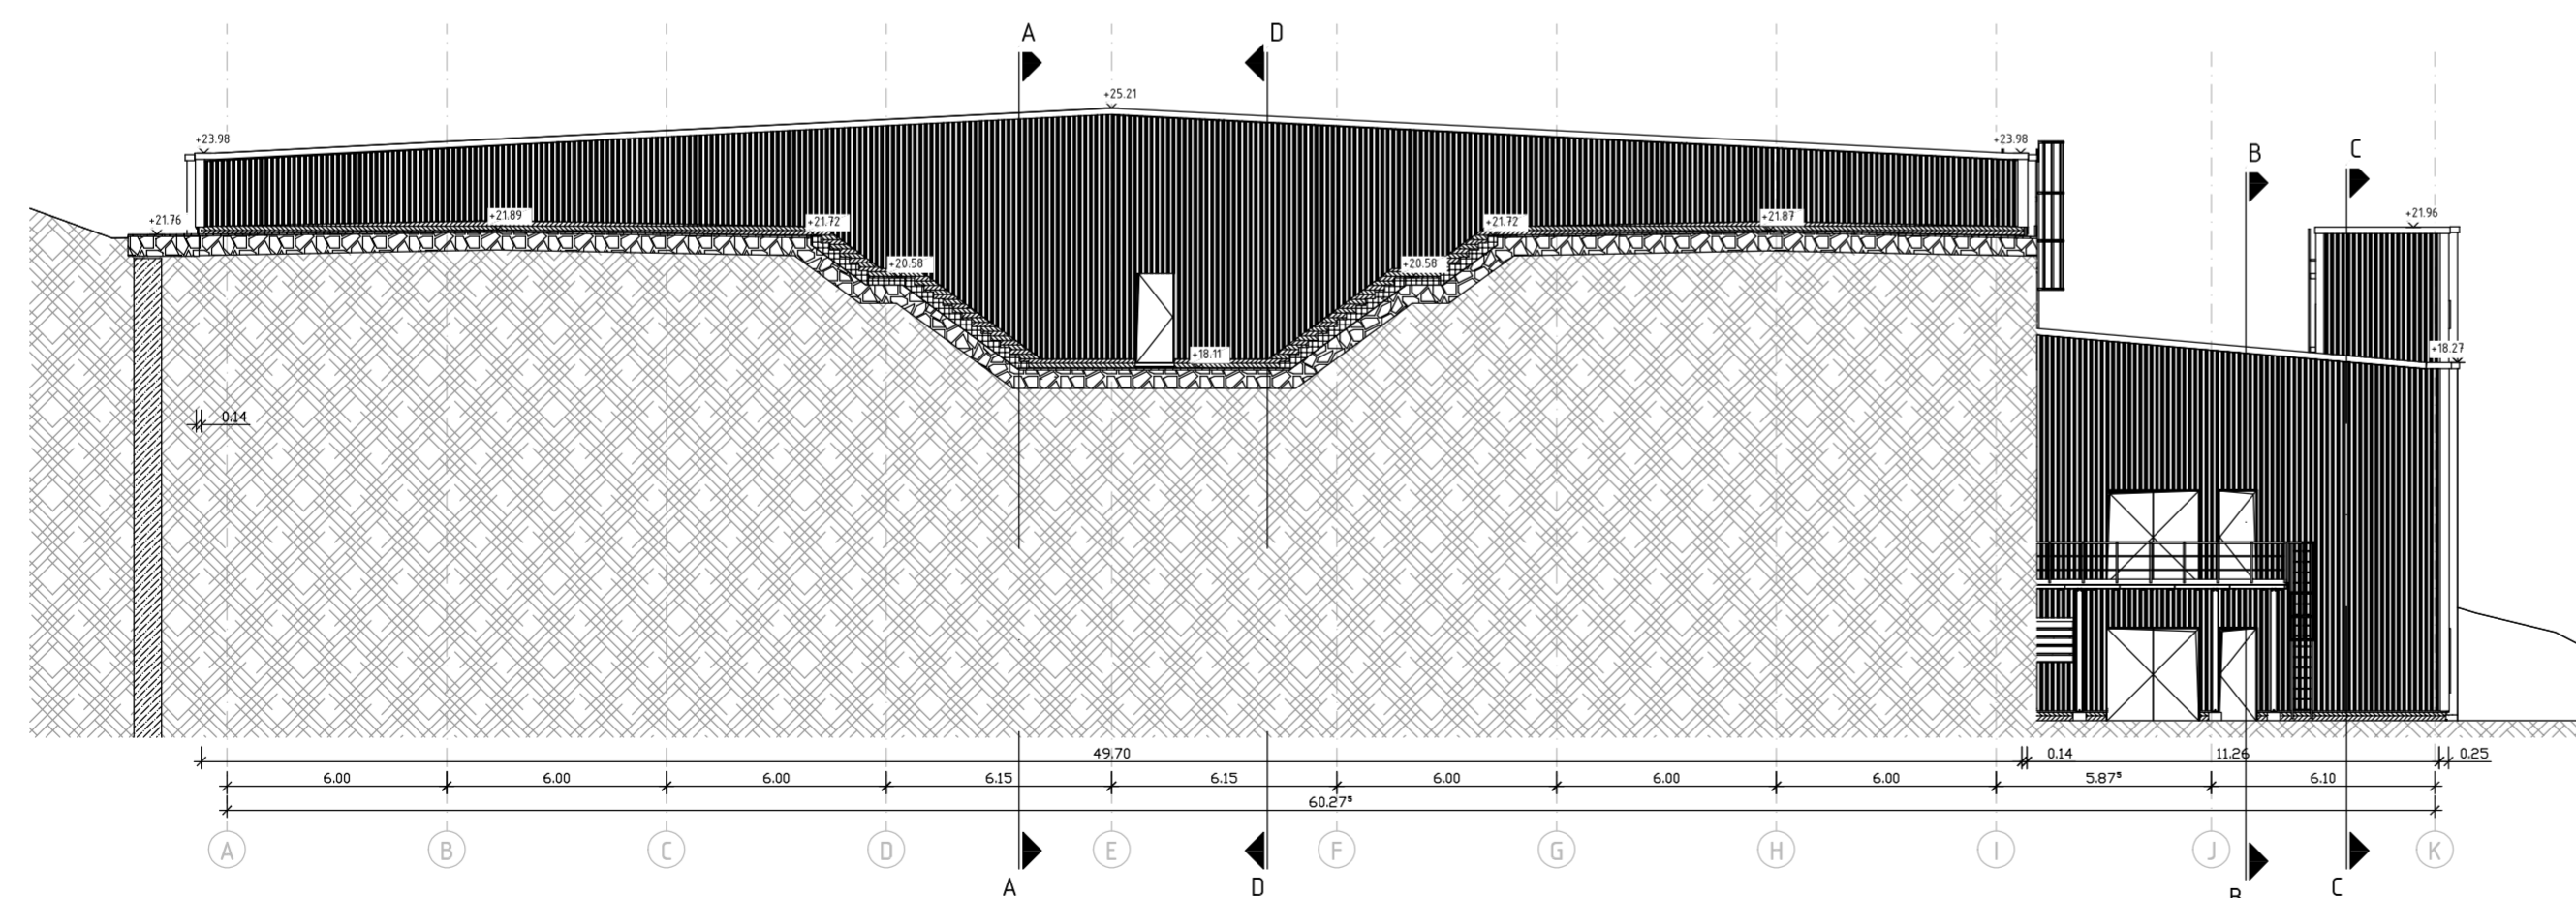 A D
+25.21
+23.98 +23.98
B C
+21.76 +21.89 +21.72 +21.72 +21.87 +21.96
+20.58 +20.58
+18.11 +18.27
0.14
49.70 0.14 11.26 0.25
6.00 6.00 6.00 6.15 6.15 6.00 6.00 6.00 5.87⁵ 6.10
60.27⁵
A B C D E F G H I J K
A D B C